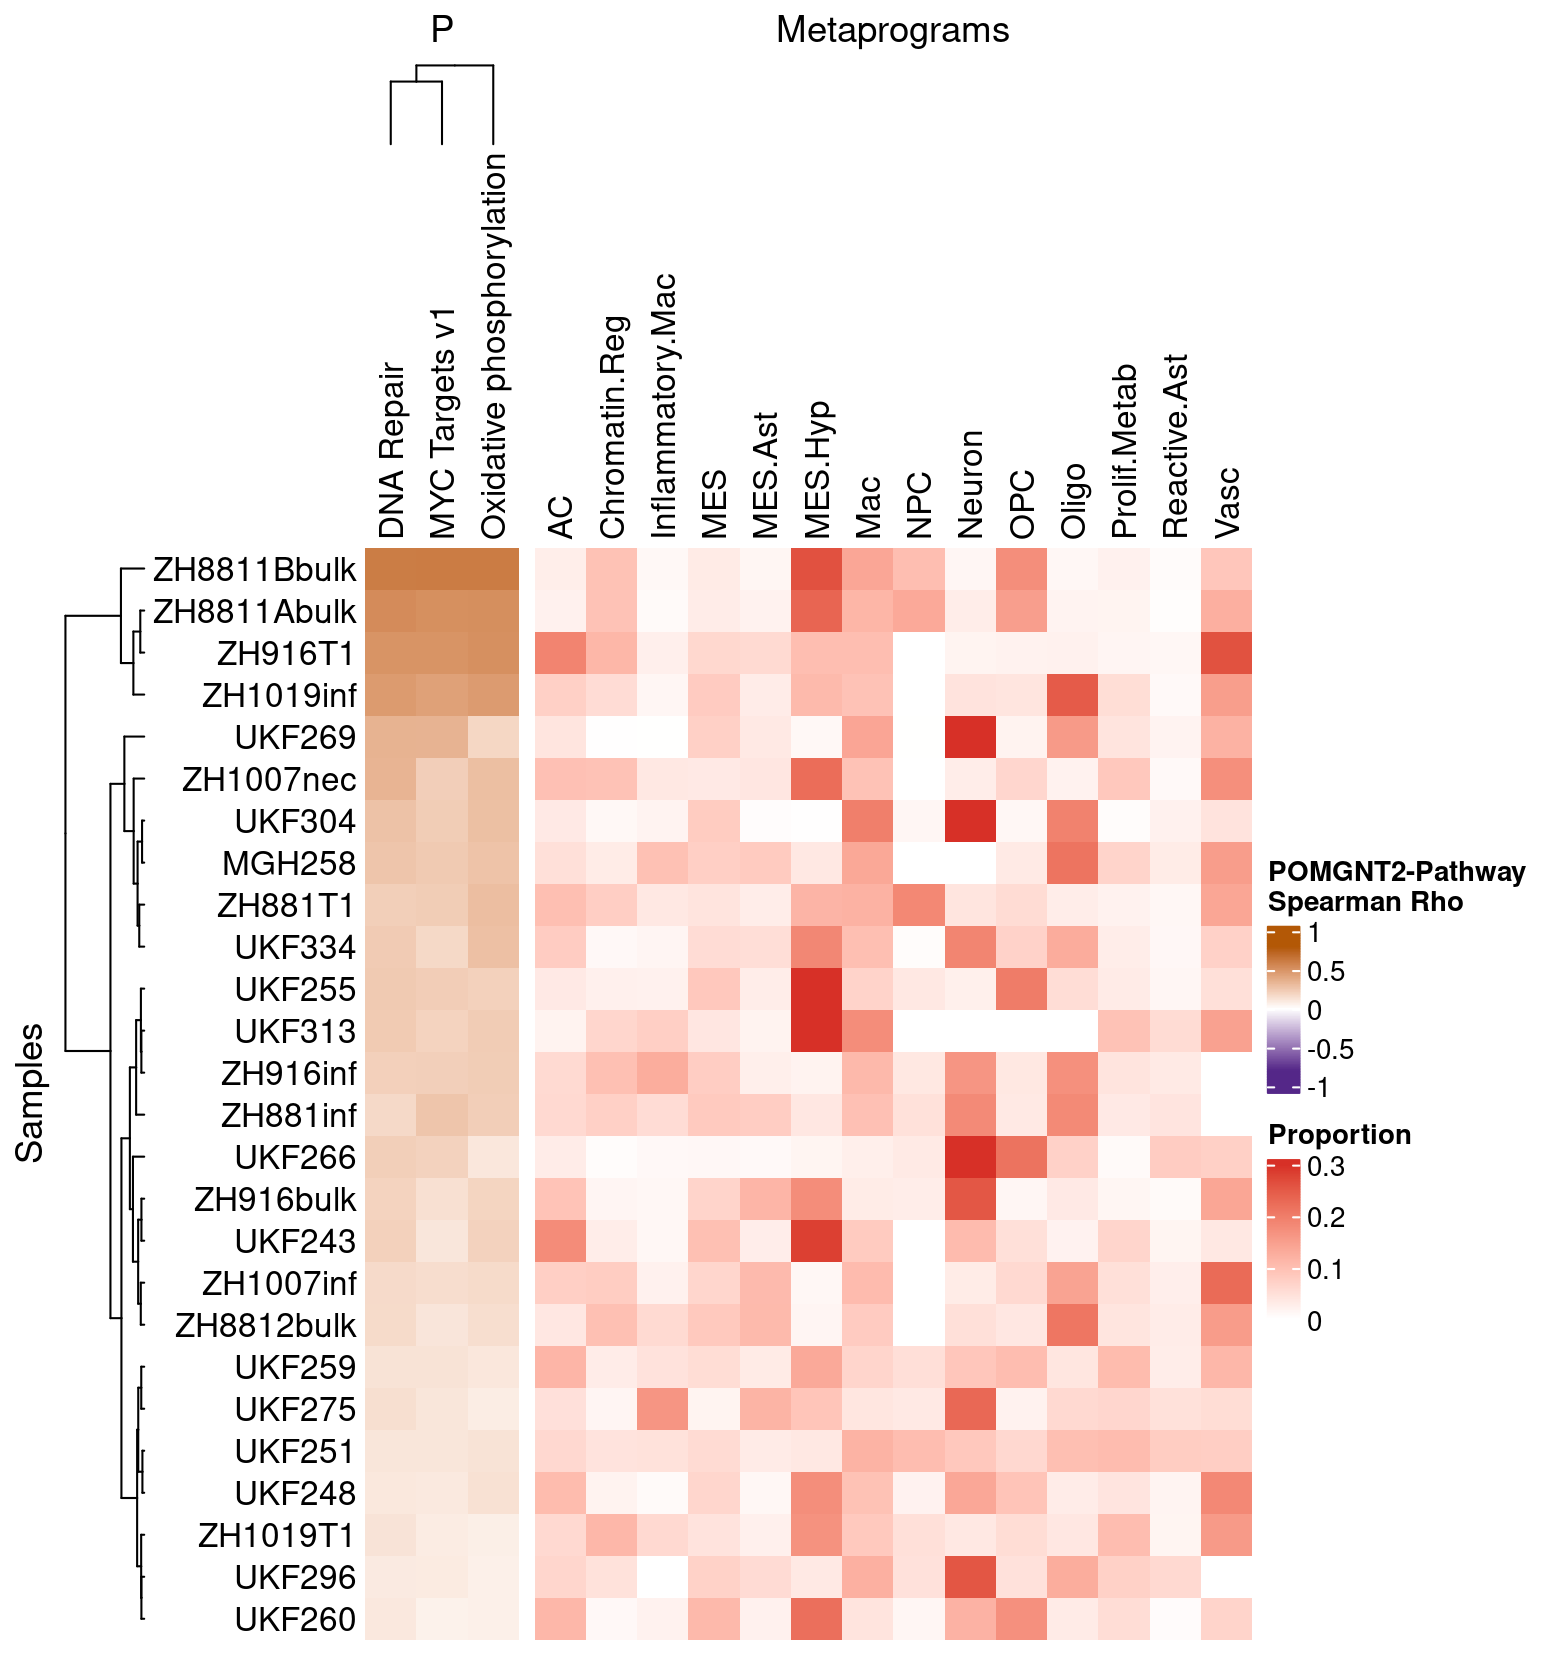 P
Metaprograms
DNA Repair
MYC Targets v1
Oxidative phosphorylation
AC
Chromatin.Reg
Inflammatory.Mac
MES
MES.Ast
MES.Hyp
Mac
NPC
Neuron
OPC
Oligo
Prolif.Metab
Reactive.Ast
Vasc
Samples
ZH8811Bbulk
ZH8811Abulk
ZH916T1
ZH1019inf
UKF269
ZH1007nec
UKF304
MGH258
ZH881T1
UKF334
UKF255
UKF313
ZH916inf
ZH881inf
UKF266
ZH916bulk
UKF243
ZH1007inf
ZH8812bulk
UKF259
UKF275
UKF251
UKF248
ZH1019T1
UKF296
UKF260
POMGNT2-Pathway
Spearman Rho
1
0.5
0
-0.5
-1
Proportion
0.3
0.2
0.1
0